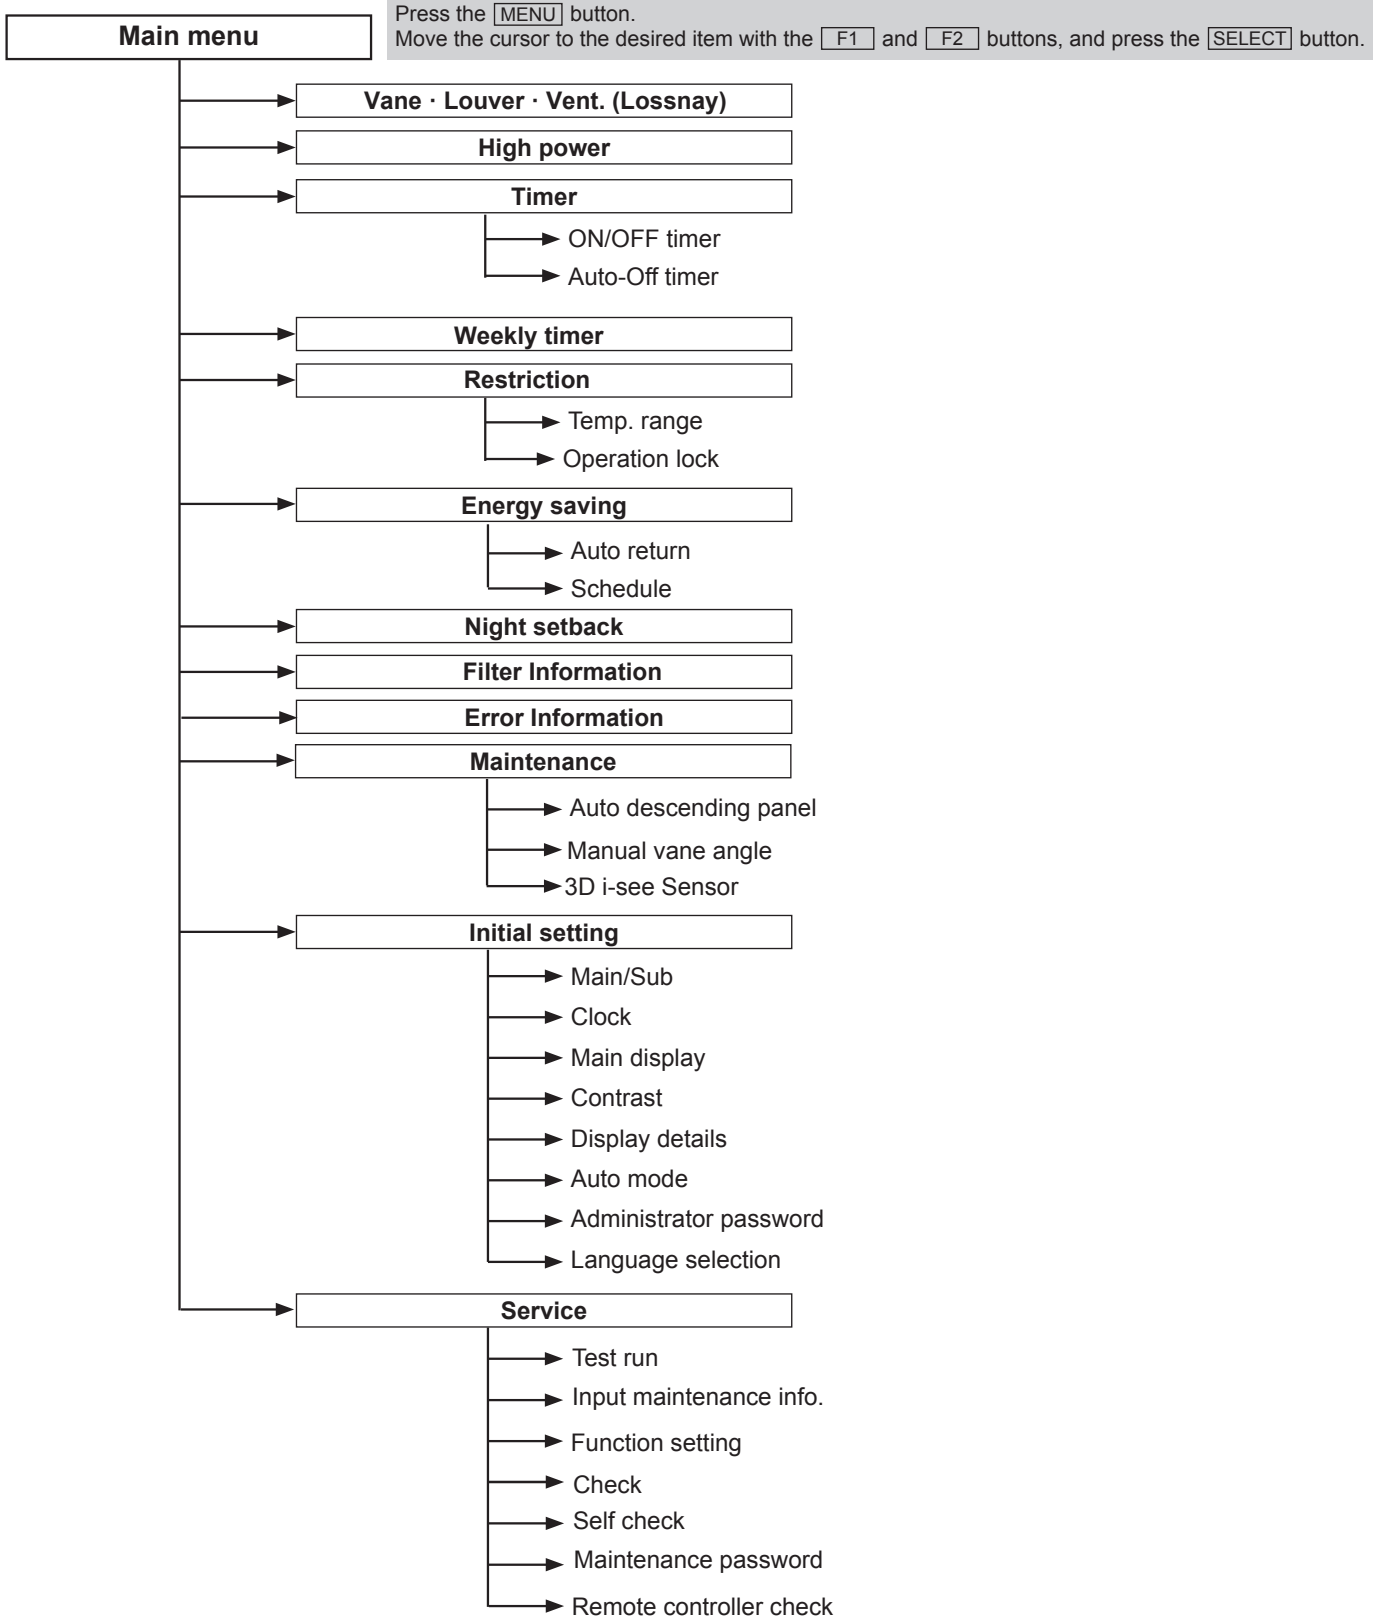 Main menu
Press the MENU button.
Move the cursor to the desired item with the F1 and F2 buttons, and press the SELECT button.
Vane · Louver · Vent. (Lossnay)
High power
Timer
ON/OFF timer
Auto-Off timer
Weekly timer
Restriction
Temp. range
Operation lock
Energy saving
Auto return
Schedule
Night setback
Filter Information
Error Information
Maintenance
Auto descending panel
Manual vane angle
3D i-see Sensor
Initial setting
Main/Sub
Clock
Main display
Contrast
Display details
Auto mode
Administrator password
Language selection
Service
Test run
Input maintenance info.
Function setting
Check
Self check
Maintenance password
Remote controller check